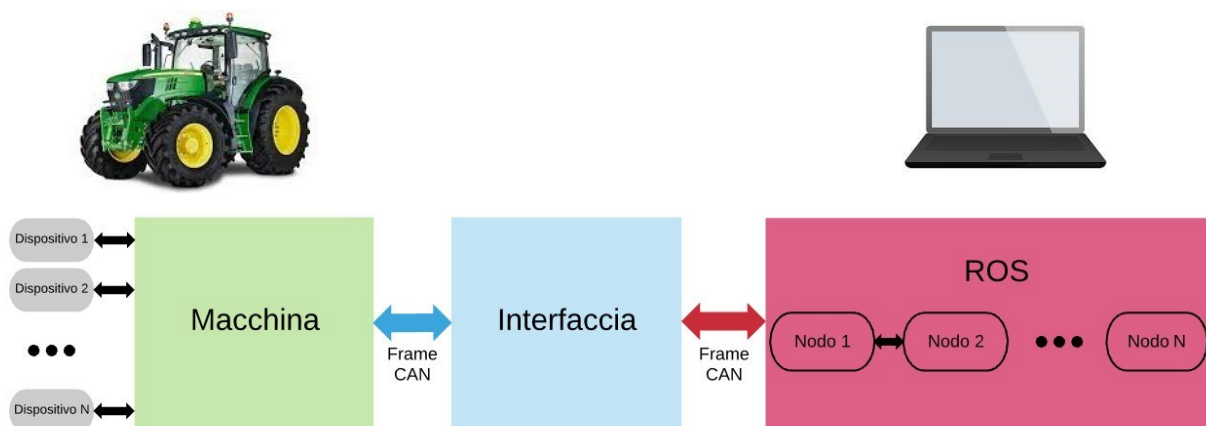 Dispositivo 1
Dispositivo 2
Dispositivo N
Macchina
Frame
CAN
Interfaccia
Frame
CAN
ROS
Nodo 1
Nodo 2
Nodo N